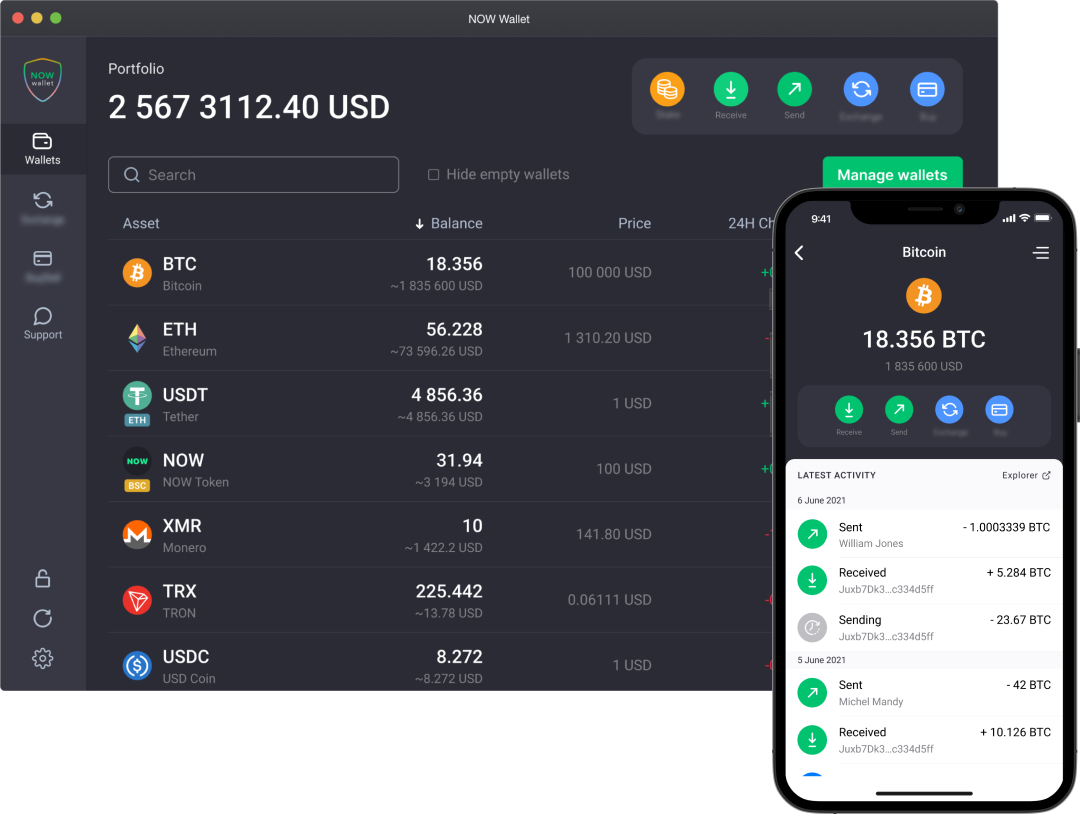 NOW Wallet
NOW
wallet
Wallets
Support
Portfolio
2 567 3112.40 USD
Receive
Send
Search
Hide empty wallets
Manage wallets
Asset
Balance
Price
24H Ch
BTC
18.356
100 000 USD
Bitcoin
~1 835 600 USD
ETH
56.228
1 310.20 USD
Ethereum
~73 596.26 USD
USDT
4 856.36
1 USD
ETH
Tether
~4 856.36 USD
NOW
NOW
31.94
100 USD
BSC
NOW Token
~3 194 USD
XMR
10
141.80 USD
Monero
~1 422.2 USD
TRX
225.442
0.06111 USD
TRON
~13.78 USD
USDC
8.272
1 USD
USD Coin
~8.272 USD
9:41
Bitcoin
18.356 BTC
1 835 600 USD
Receive
Send
LATEST ACTIVITY
Explorer
6 June 2021
Sent
- 1.0003339 BTC
William Jones
Received
+ 5.284 BTC
Juxb7Dk3...c334d5ff
Sending
- 23.67 BTC
Juxb7Dk3...c334d5ff
5 June 2021
Sent
- 42 BTC
Michel Mandy
Received
+ 10.126 BTC
Juxb7Dk3...c334d5ff